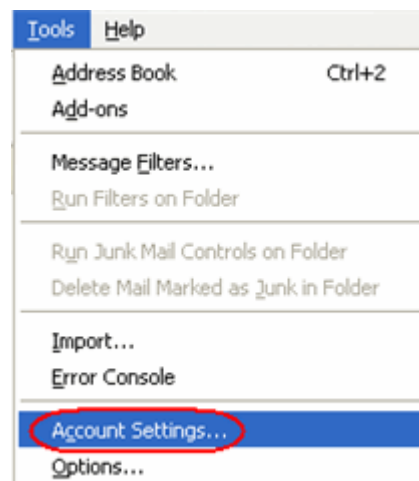 Tools Help
Address Book Ctrl+2
Add-ons
Message Filters...
Run Filters on Folder
Run Junk Mail Controls on Folder
Delete Mail Marked as Junk in Folder
Import...
Error Console
Account Settings...
Options...